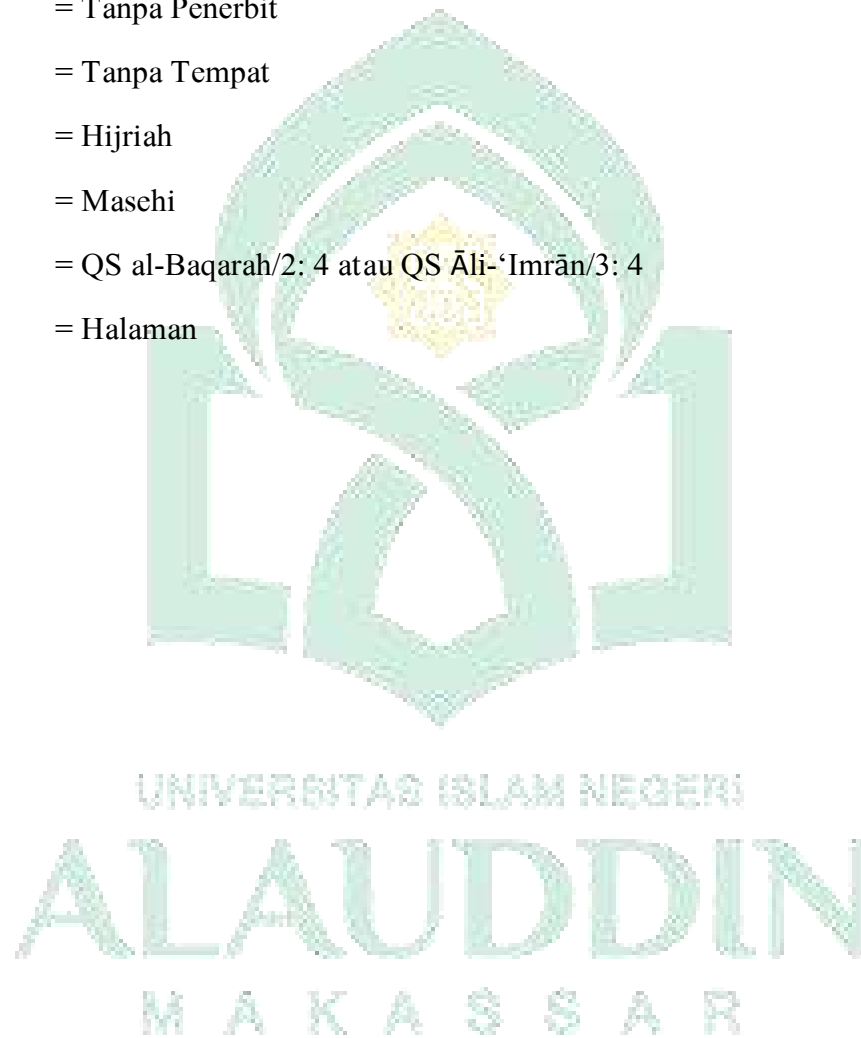 = Tanpa Penerbit
= Tanpa Tempat
= Hijriah
= Masehi
= QS al-Baqarah/2: 4 atau QS Āli-‘Imrān/3: 4
= Halaman
UNIVERSITAS ISLAM NEGERI
ALAUDDIN
MAKASSAR